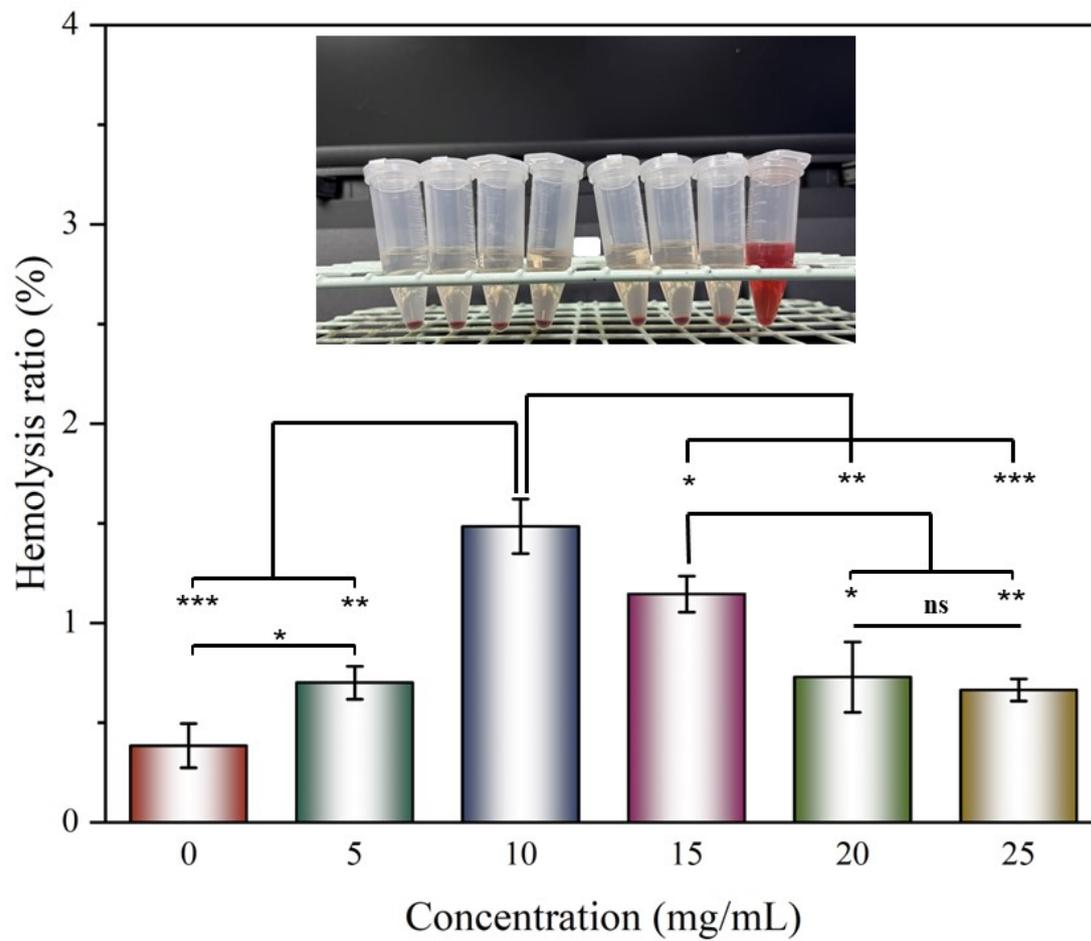 Hemolysis ratio (%)
4
3
2
1
0
* ** ***
*** ** * ns **
*
0 5 10 15 20 25
Concentration (mg/mL)